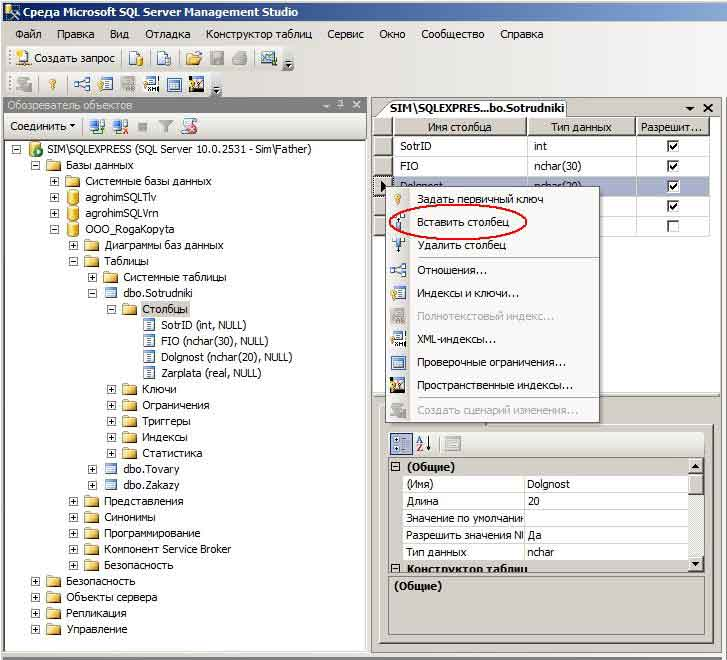 Среда Microsoft SQL Server Management Studio
Файл Правка Вид Отладка Конструктор таблиц Сервис Окно Сообщество Справка
Создать запрос
Обозреватель объектов
Соединить
SIM\SQLEXPRESS (SQL Server 10.0.2531 - Sim\Father)
Базы данных
Системные базы данных
agrohimSQLTlv
agrohimSQLVrn
OOO_RogaKopyta
Диаграммы баз данных
Таблицы
Системные таблицы
dbo.Sotrudniki
Столбцы
SotrID (int, NULL)
FIO (nchar(30), NULL)
Dolgnost (nchar(20), NULL)
Zarplata (real, NULL)
Ключи
Ограничения
Триггеры
Индексы
Статистика
dbo.Tovary
dbo.Zakazy
Представления
Синонимы
Программирование
Компонент Service Broker
Безопасность
Безопасность
Объекты сервера
Репликация
Управление
SIM\SQLEXPRES...bo.Sotrudniki
Имя столбца Тип данных Разрешит...
SotrID int
FIO nchar(30)
Dolgnost nchar(20)
Задать первичный ключ
Вставить столбец
Удалить столбец
Отношения...
Индексы и ключи...
Полнотекстовый индекс...
XML-индексы...
Проверочные ограничения...
Пространственные индексы...
Создать сценарий изменения...
(Общие)
(Имя) Dolgnost
Длина 20
Значение по умолчани
Разрешить значения N Да
Тип данных nchar
Конструктор таблиц
(Общие)